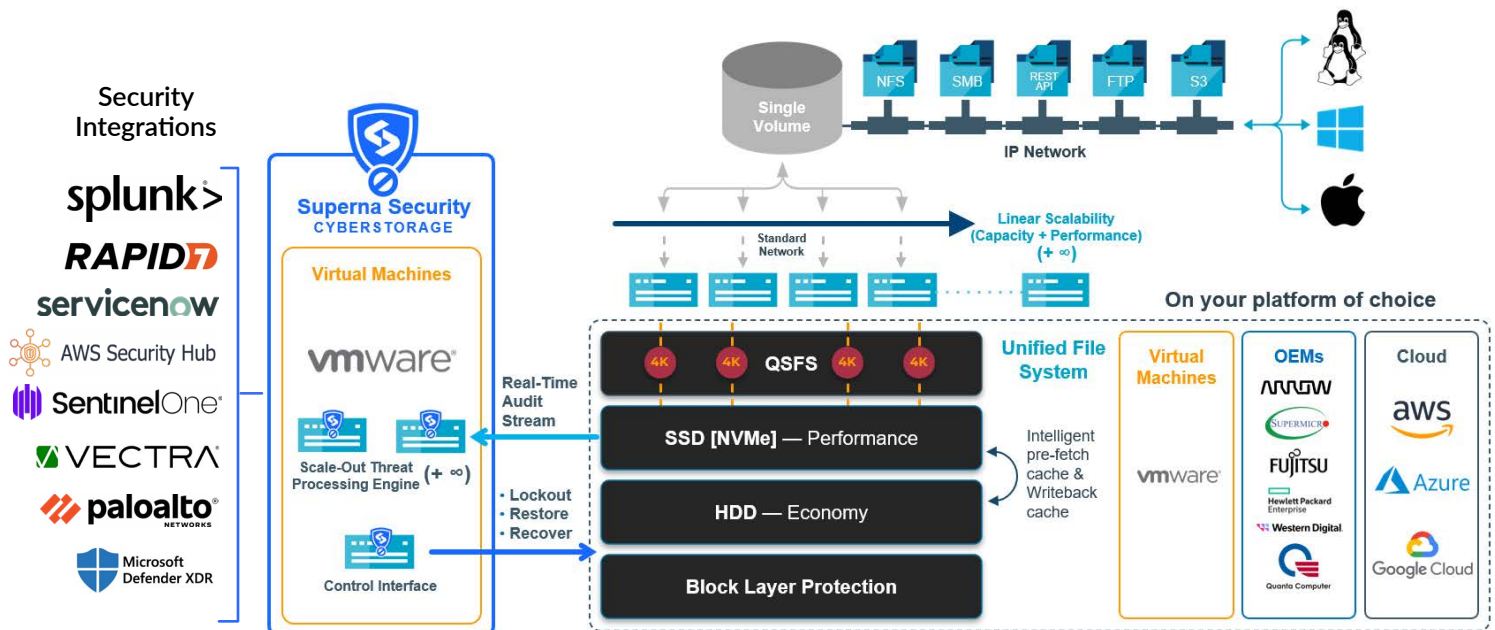 Security
Integrations
splunk>
RAPID7
servicenow
AWS Security Hub
SentinelOne
VECTRA
paloalto
NETWORKS
Microsoft
Defender XDR
Superna Security
CYBERSTORAGE
Virtual Machines
vmware®
Scale-Out Threat
Processing Engine
(+ ∞)
Control Interface
Real-Time
Audit
Stream
• Lockout
• Restore
• Recover
Single
Volume
NFS
SMB
REST
API
FTP
S3
IP Network
Standard
Network
Linear Scalability
(Capacity + Performance)
(+ ∞)
On your platform of choice
4K
4K
QSFS
4K
4K
SSD [NVMe] — Performance
HDD — Economy
Block Layer Protection
Unified File
System
Intelligent
pre-fetch
cache &
Writeback
cache
Virtual
Machines
vmware®
OEMs
ARROW
SUPERMICRO
FUJITSU
Hewlett Packard
Enterprise
Western Digital.
Quanta Computer
Cloud
aws
Azure
Google Cloud